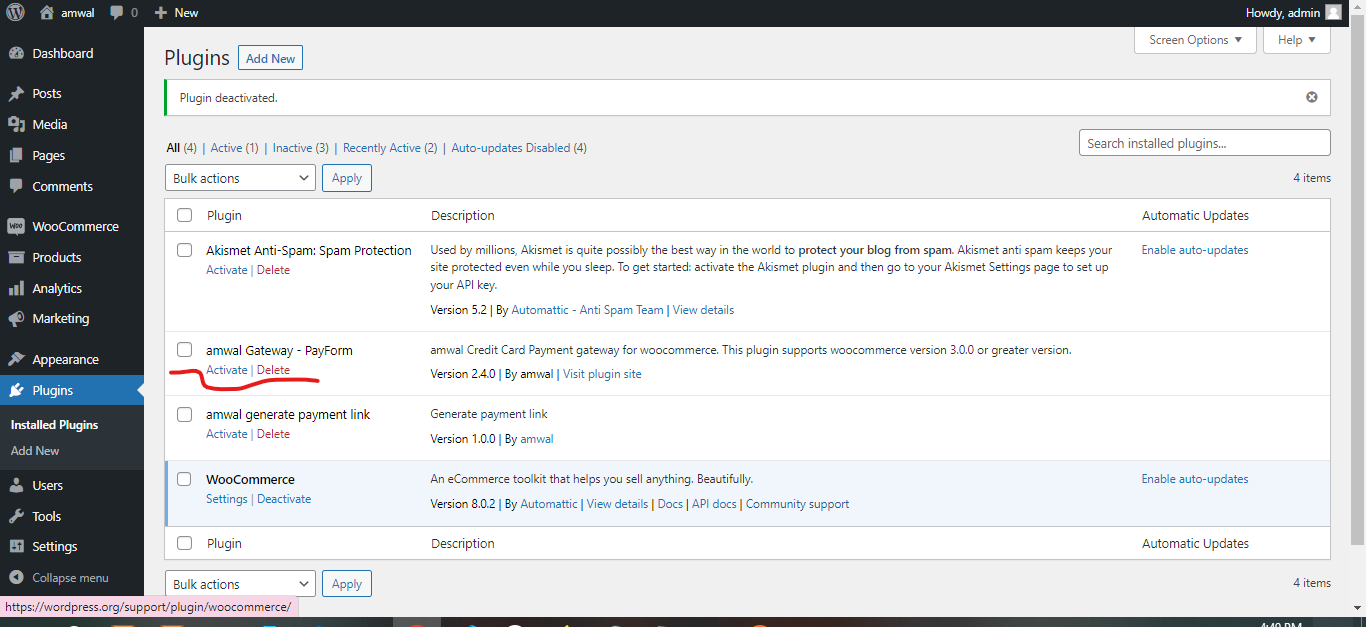 amwal 0 New Howdy, admin
Dashboard
Posts
Media
Pages
Comments
WooCommerce
Products
Analytics
Marketing
Appearance
Plugins
Installed Plugins
Add New
Users
Tools
Settings
Collapse menu
Screen Options Help
Plugins Add New
Plugin deactivated.
All (4) | Active (1) | Inactive (3) | Recently Active (2) | Auto-updates Disabled (4)
Search installed plugins...
Bulk actions Apply 4 items
Plugin Description Automatic Updates
Akismet Anti-Spam: Spam Protection
Activate | Delete
Used by millions, Akismet is quite possibly the best way in the world to protect your blog from spam. Akismet anti spam keeps your
site protected even while you sleep. To get started: activate the Akismet plugin and then go to your Akismet Settings page to set up
your API key.
Version 5.2 | By Automattic - Anti Spam Team | View details
Enable auto-updates
amwal Gateway - PayForm
Activate | Delete
amwal Credit Card Payment gateway for woocommerce. This plugin supports woocommerce version 3.0.0 or greater version.
Version 2.4.0 | By amwal | Visit plugin site
amwal generate payment link
Activate | Delete
Generate payment link
Version 1.0.0 | By amwal
WooCommerce
Settings | Deactivate
An eCommerce toolkit that helps you sell anything. Beautifully.
Version 8.0.2 | By Automattic | View details | Docs | API docs | Community support
Enable auto-updates
Plugin Description Automatic Updates
Bulk actions Apply 4 items
https://wordpress.org/support/plugin/woocommerce/